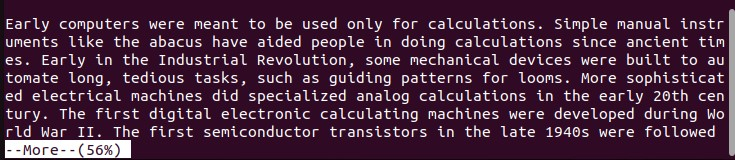 Early computers were meant to be used only for calculations. Simple manual instr
uments like the abacus have aided people in doing calculations since ancient tim
es. Early in the Industrial Revolution, some mechanical devices were built to au
tomate long, tedious tasks, such as guiding patterns for looms. More sophisticat
ed electrical machines did specialized analog calculations in the early 20th cen
tury. The first digital electronic calculating machines were developed during Wo
rld War II. The first semiconductor transistors in the late 1940s were followed
--More--(56%)